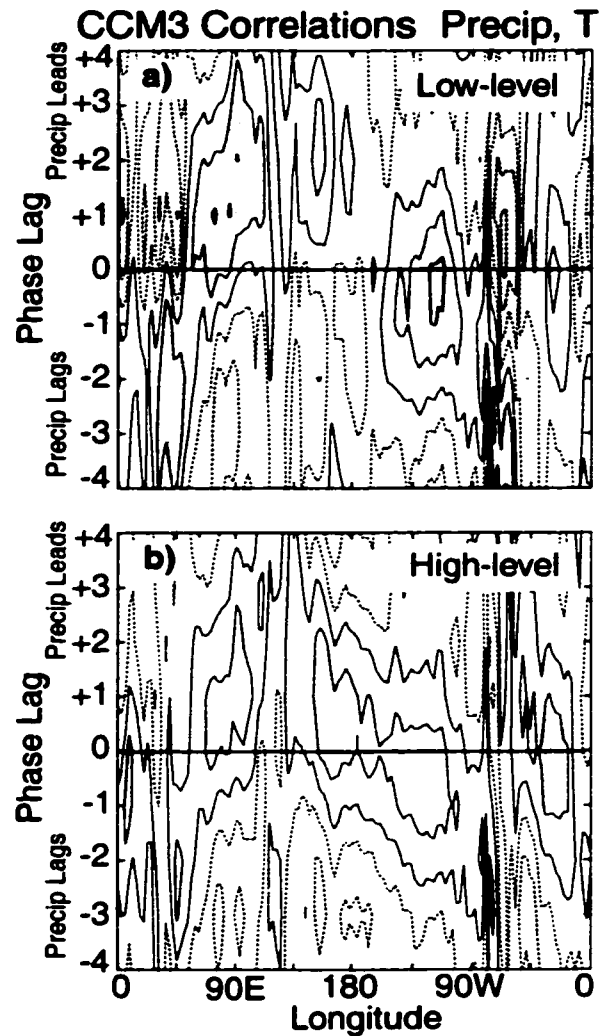 CCM3 Correlations Precip, T
a)
Low-level
Phase Lag
Precip Leads
Precip Lags
+4
+3
+2
+1
0
-1
-2
-3
-4
b)
High-level
Phase Lag
Precip Leads
Precip Lags
+4
+3
+2
+1
0
-1
-2
-3
-4
0 90E 180 90W 0
Longitude